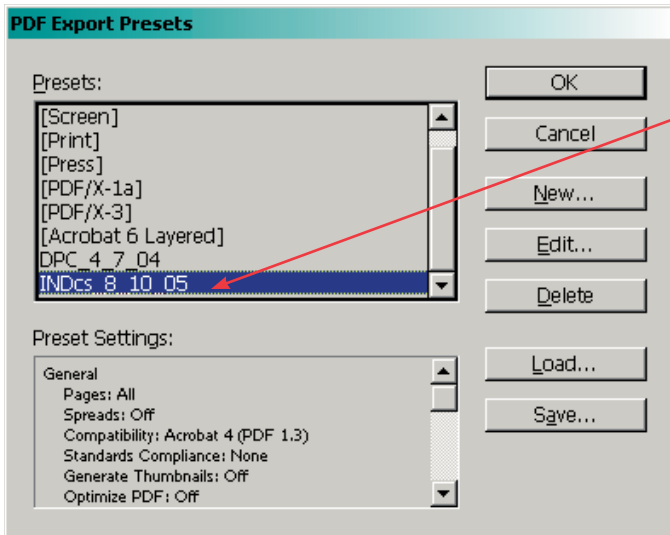 PDF Export Presets
Presets:
[Screen]
[Print]
[Press]
[PDF/X-1a]
[PDF/X-3]
[Acrobat 6 Layered]
DPC_4_7_04
INDcs_8_10_05
OK
Cancel
New...
Edit...
Delete
Load...
Save...
Preset Settings:
General
Pages: All
Spreads: Off
Compatibility: Acrobat 4 (PDF 1.3)
Standards Compliance: None
Generate Thumbnails: Off
Optimize PDF: Off